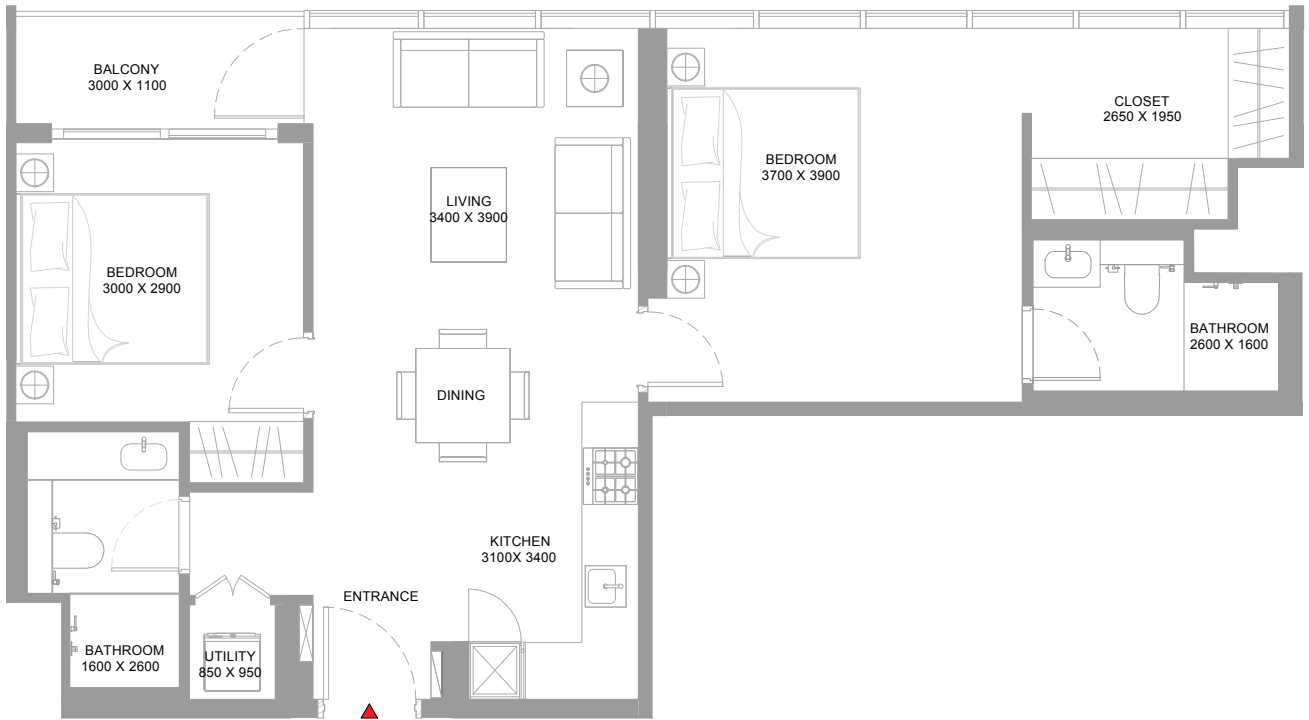 BALCONY
3000 X 1100
CLOSET
2650 X 1950
BEDROOM
3700 X 3900
LIVING
3400 X 3900
BEDROOM
3000 X 2900
BATHROOM
2600 X 1600
DINING
KITCHEN
3100X 3400
ENTRANCE
BATHROOM
1600 X 2600
UTILITY
850 X 950